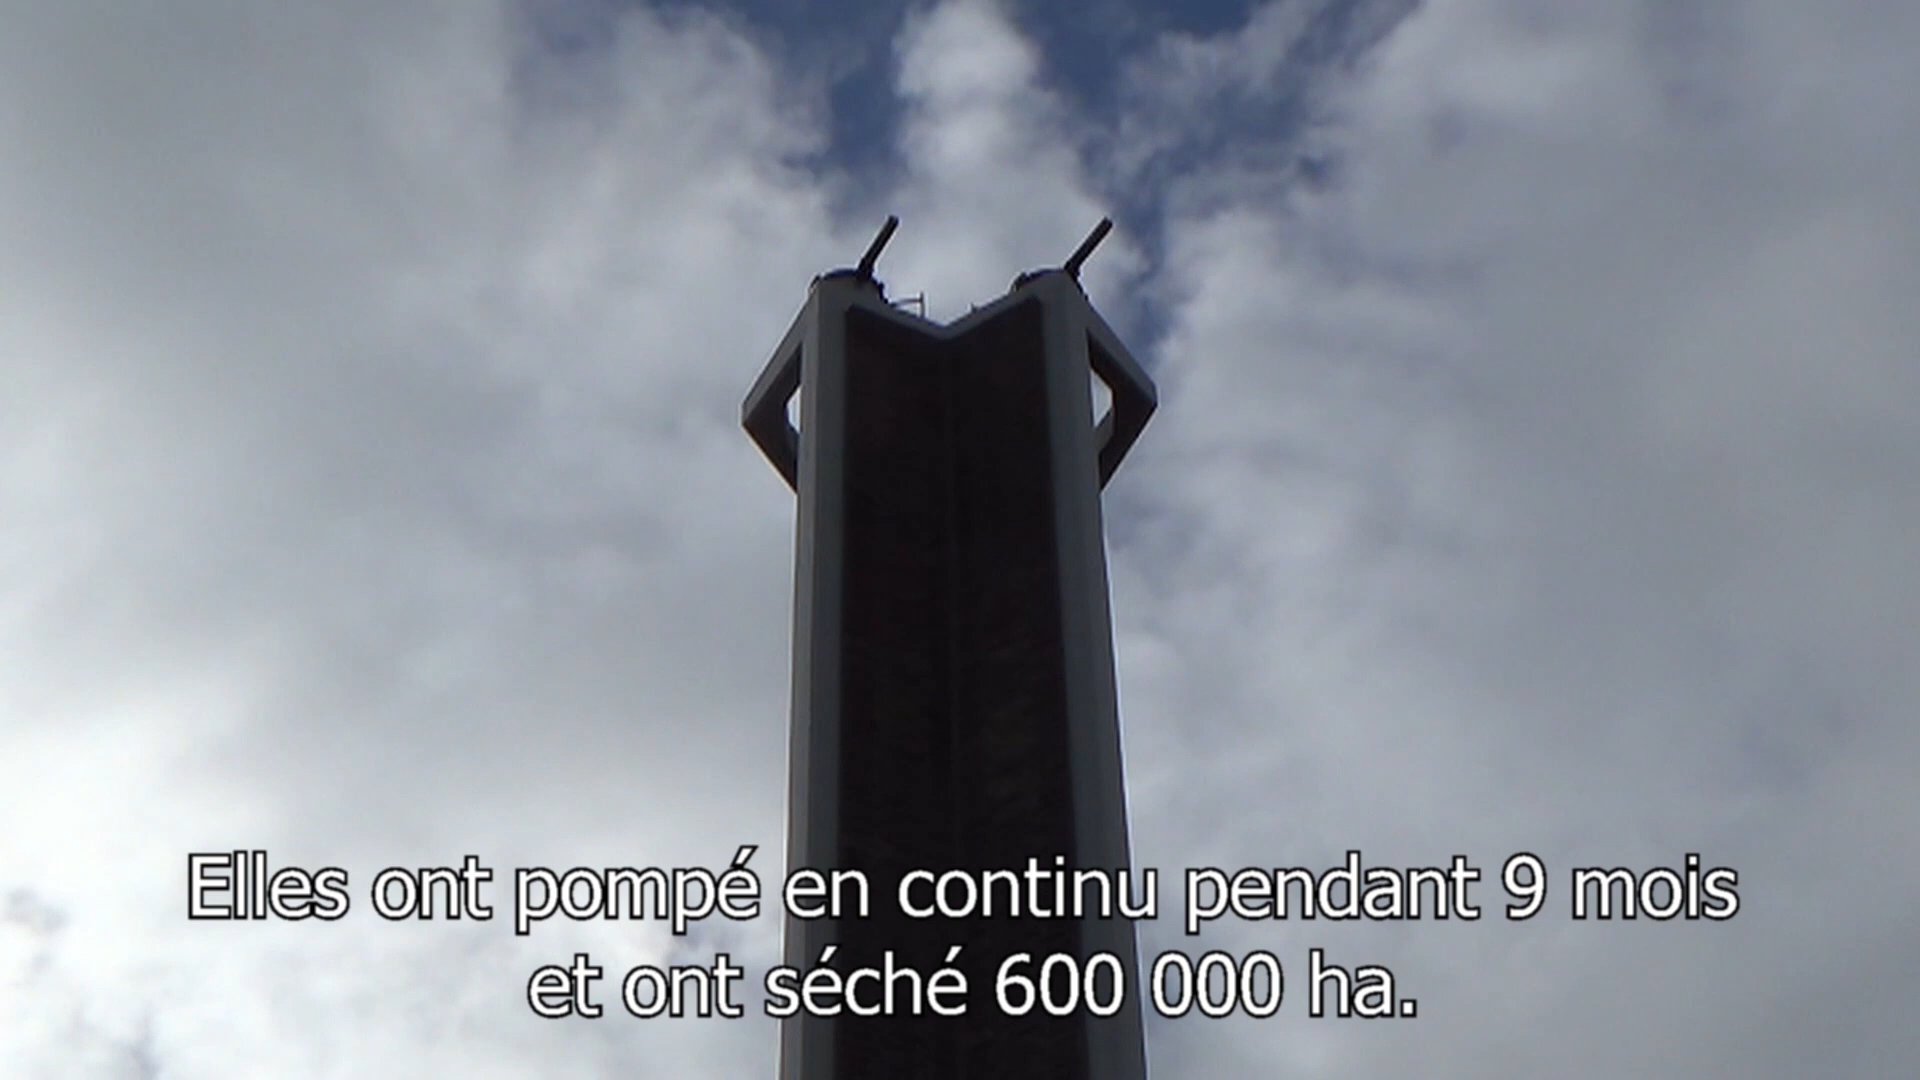 Elles ont pompé en continu pendant 9 mois
et ont séché 600 000 ha.